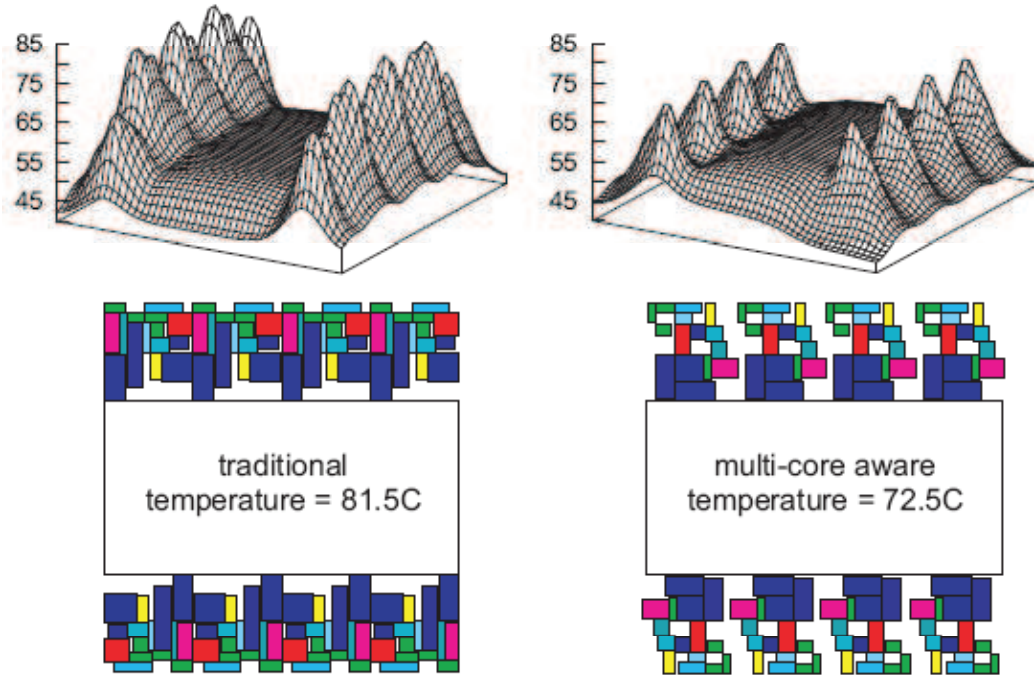 85
75
65
55
45
85
75
65
55
45
traditional
temperature = 81.5C
multi-core aware
temperature = 72.5C